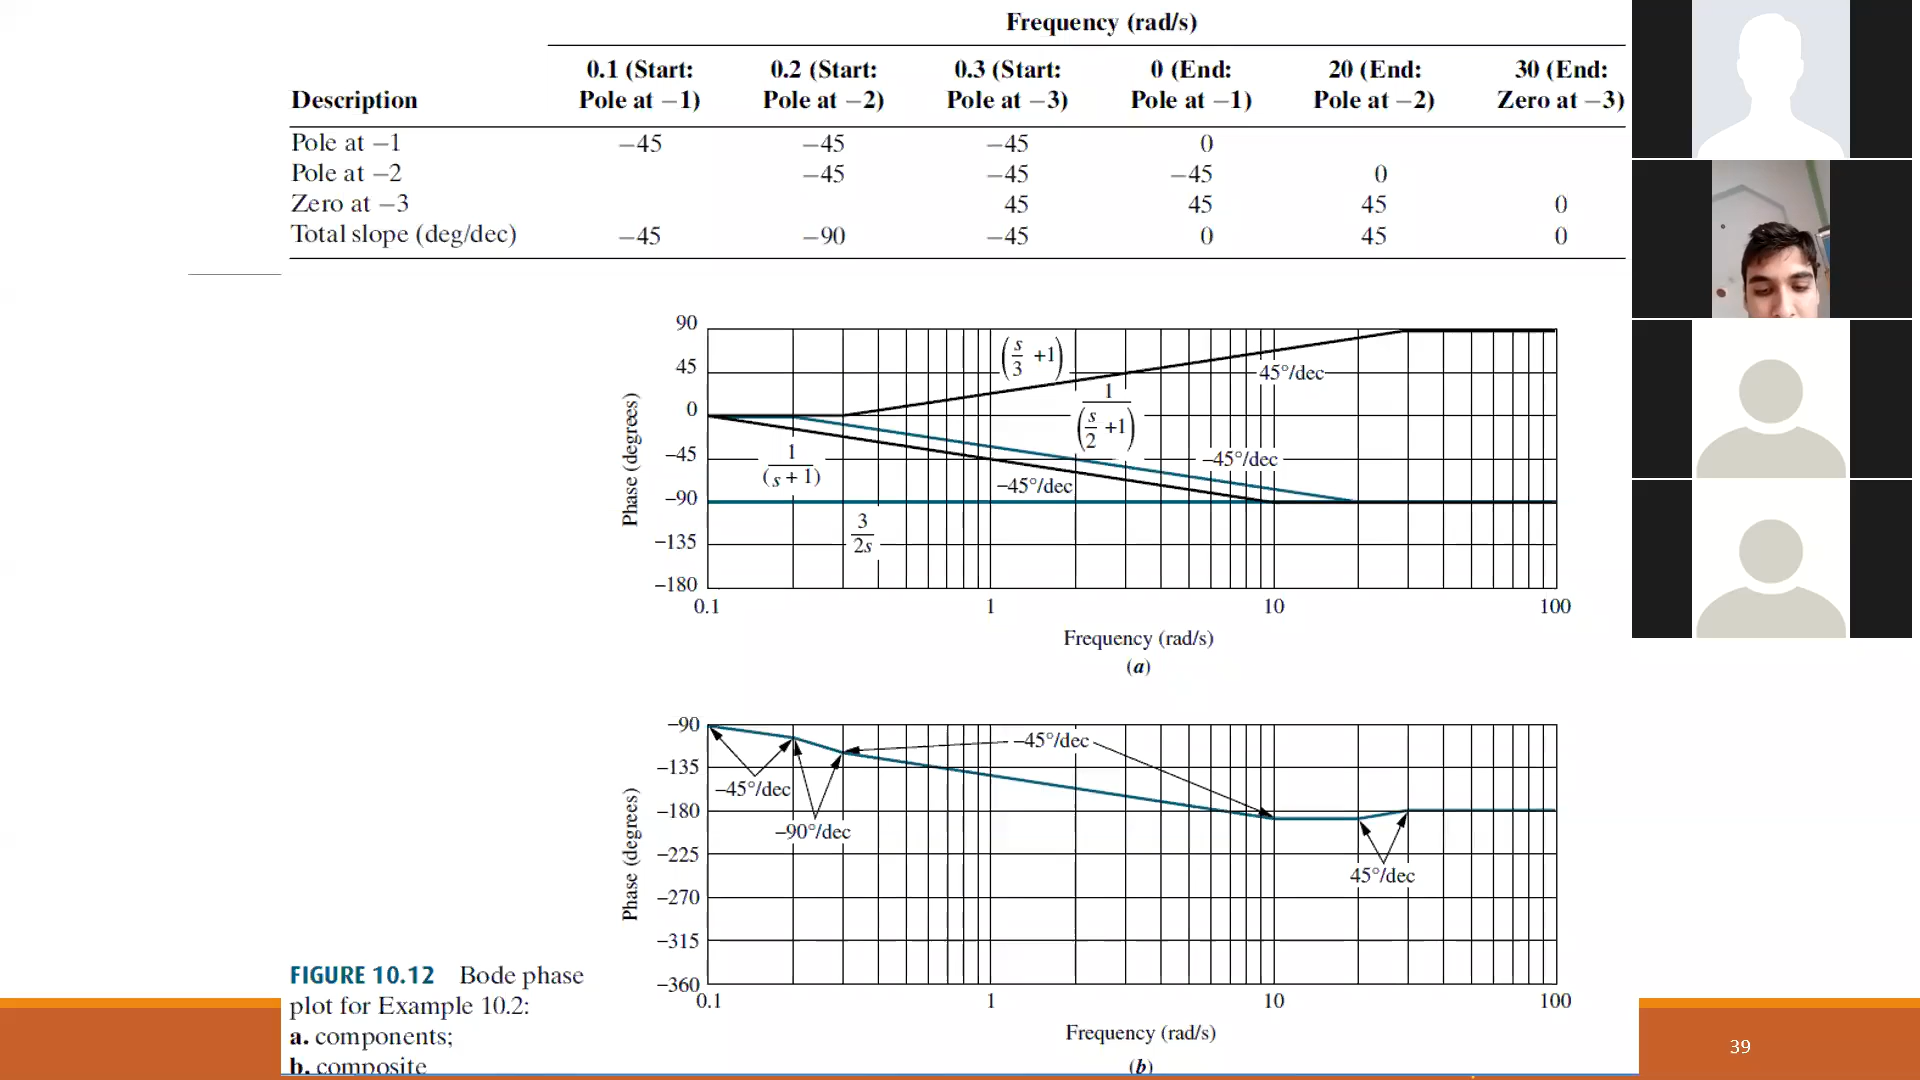 Frequency (rad/s)
Description
0.1 (Start: Pole at −1)
0.2 (Start: Pole at −2)
0.3 (Start: Pole at −3)
0 (End: Pole at −1)
20 (End: Pole at −2)
30 (End: Zero at −3)
Pole at −1 −45 −45 −45 0
Pole at −2 −45 −45 −45 0
Zero at −3 45 45 45 0
Total slope (deg/dec) −45 −90 −45 0 45 0
Phase (degrees)
90
45
0
−45
−90
−135
−180
(s/3 +1)
45°/dec
1/(s/2 +1)
−45°/dec
1/(s + 1)
−45°/dec
3/2s
0.1 1 10 100
Frequency (rad/s)
(a)
Phase (degrees)
−90
−135
−180
−225
−270
−315
−360
−45°/dec
−45°/dec
−90°/dec
45°/dec
0.1 1 10 100
Frequency (rad/s)
(b)
FIGURE 10.12 Bode phase
plot for Example 10.2:
a. components;
b. composite
39